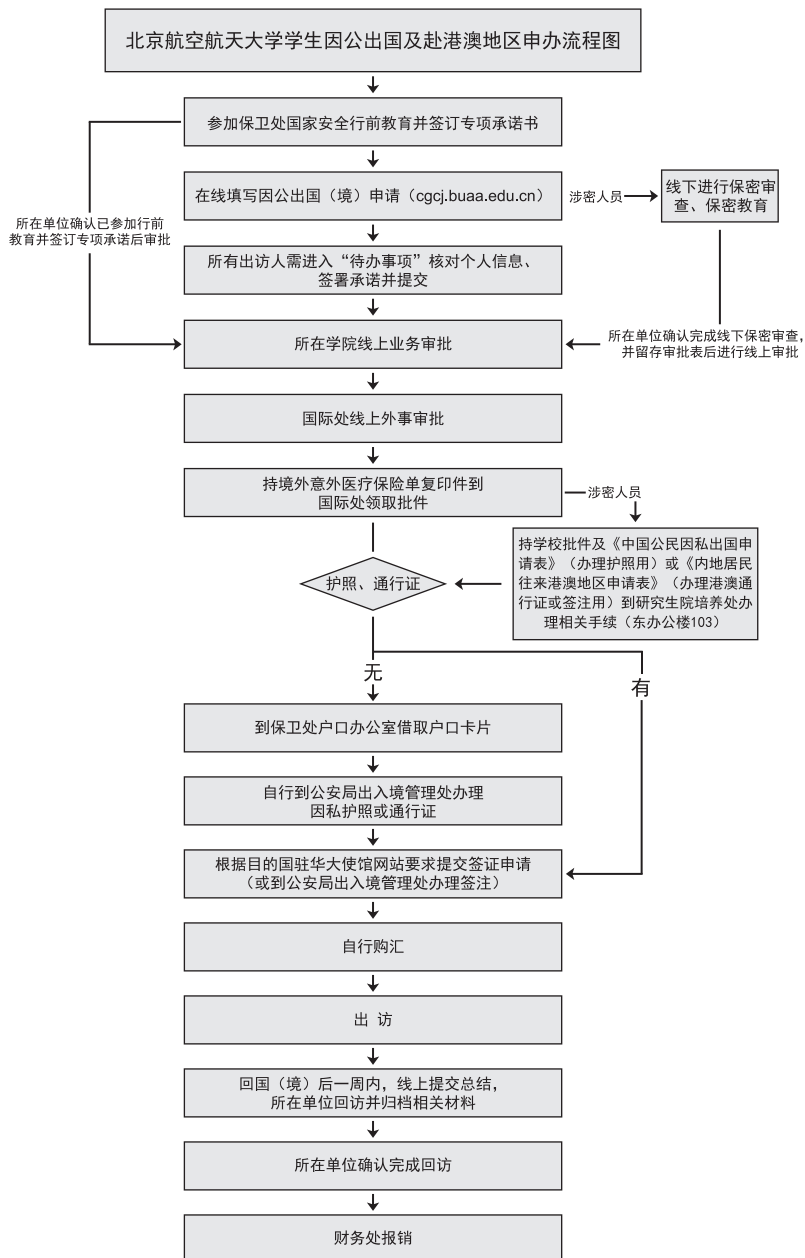 北京航空航天大学学生因公出国及赴港澳地区申办流程图
参加保卫处国家安全行前教育并签订专项承诺书
在线填写因公出国（境）申请（cgcj.buaa.edu.cn）
涉密人员
线下进行保密审
查、保密教育
所在单位确认已参加行前
教育并签订专项承诺后审批
所有出访人需进入“待办事项”核对个人信息、
签署承诺并提交
所在学院线上业务审批
所在单位确认完成线下保密审查，
并留存审批表后进行线上审批
国际处线上外事审批
持境外意外医疗保险单复印件到
国际处领取批件
涉密人员
持学校批件及《中国公民因私出国申
请表》（办理护照用）或《内地居民
往来港澳地区申请表》（办理港澳通
行证或签注用）到研究生院培养处办
理相关手续（东办公楼103）
护照、通行证
无
有
到保卫处户口办公室借取户口卡片
自行到公安局出入境管理处办理
因私护照或通行证
根据目的国驻华大使馆网站要求提交签证申请
（或到公安局出入境管理处办理签注）
自行购汇
出 访
回国（境）后一周内，线上提交总结，
所在单位回访并归档相关材料
所在单位确认完成回访
财务处报销